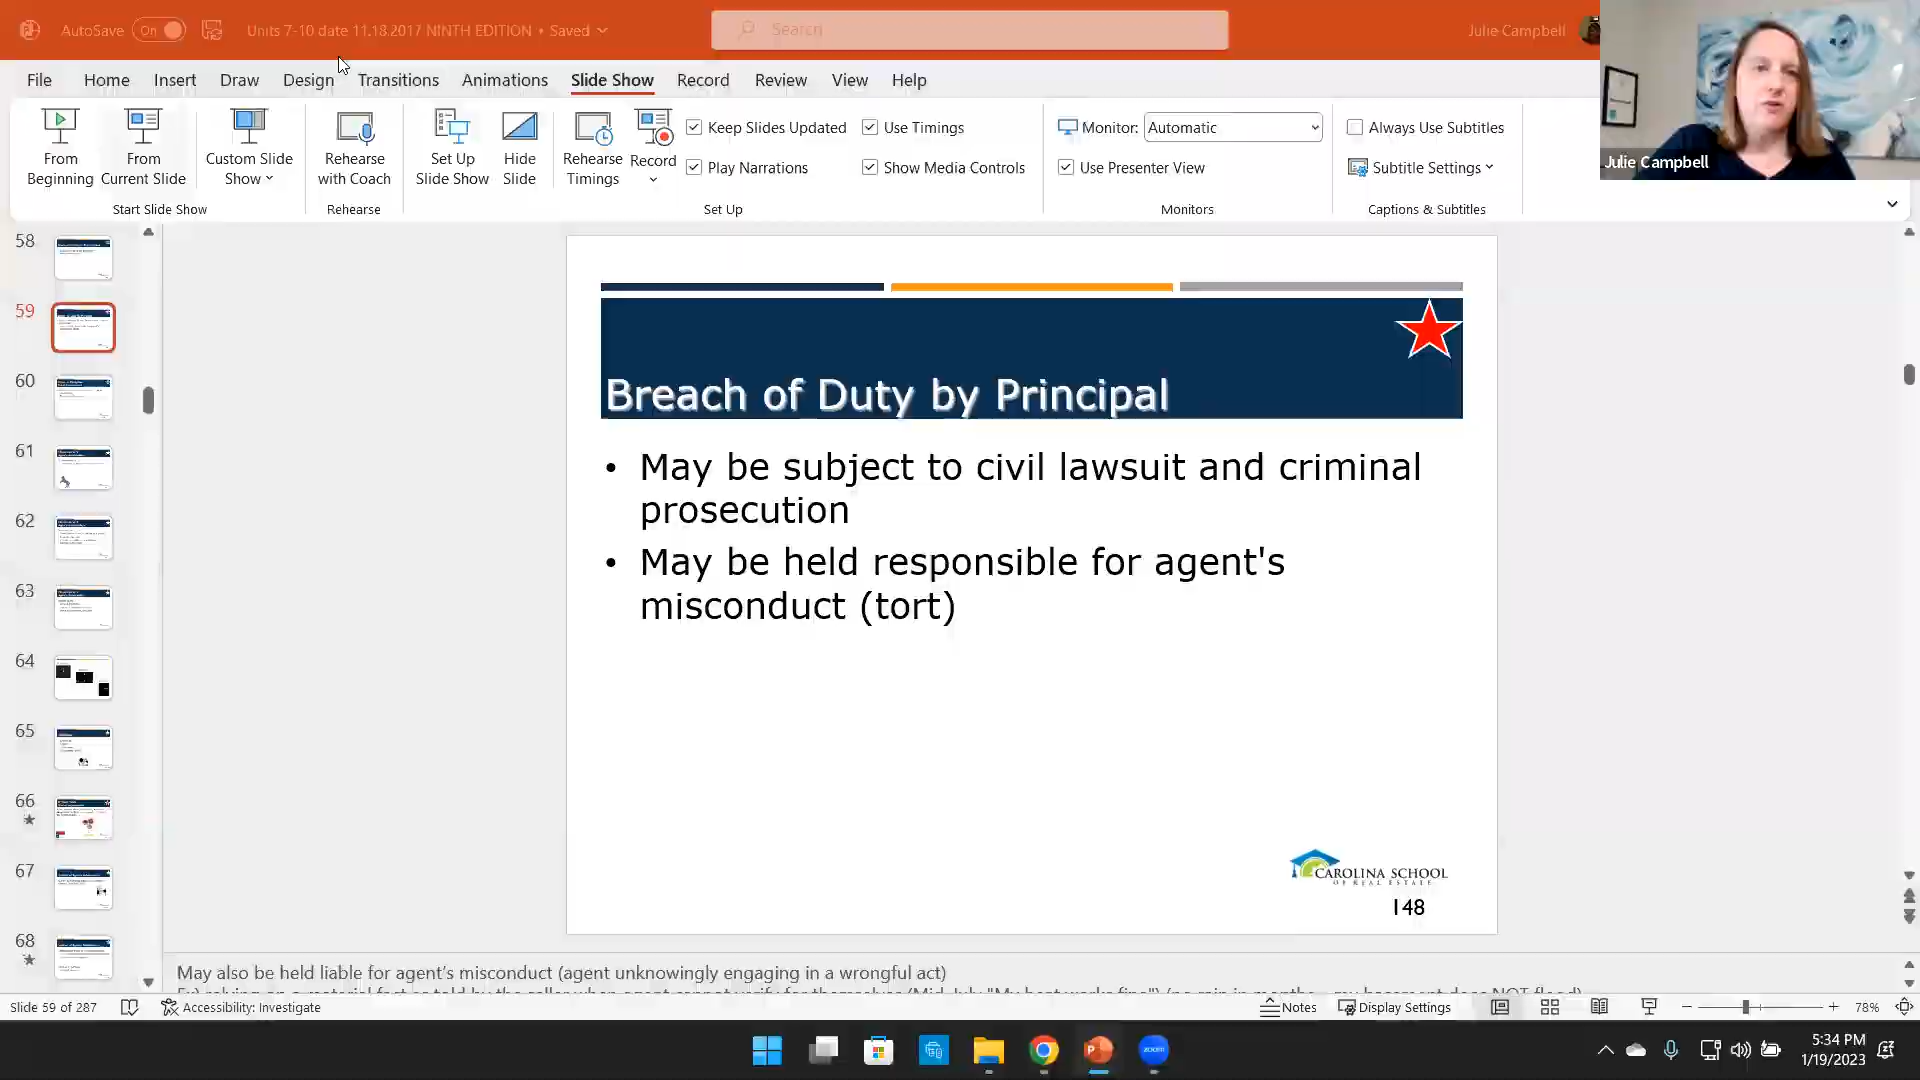 AutoSave On Units 7-10 date 11.18.2017 NINTH EDITION • Saved Search Julie Campbell
File Home Insert Draw Design Transitions Animations Slide Show Record Review View Help
From Beginning
From Current Slide
Custom Slide Show
Start Slide Show
Rehearse with Coach
Rehearse
Set Up Slide Show
Hide Slide
Rehearse Timings
Record
Keep Slides Updated
Play Narrations
Use Timings
Show Media Controls
Set Up
Monitor: Automatic
Use Presenter View
Monitors
Always Use Subtitles
Subtitle Settings
Captions & Subtitles
Julie Campbell
58
59
60
61
62
63
64
65
66
67
68
Breach of Duty by Principal
• May be subject to civil lawsuit and criminal
prosecution
• May be held responsible for agent's
misconduct (tort)
CAROLINA SCHOOL
OF REAL ESTATE
148
May also be held liable for agent's misconduct (agent unknowingly engaging in a wrongful act)
Slide 59 of 287 Accessibility: Investigate Notes Display Settings 78%
zoom
5:34 PM
1/19/2023